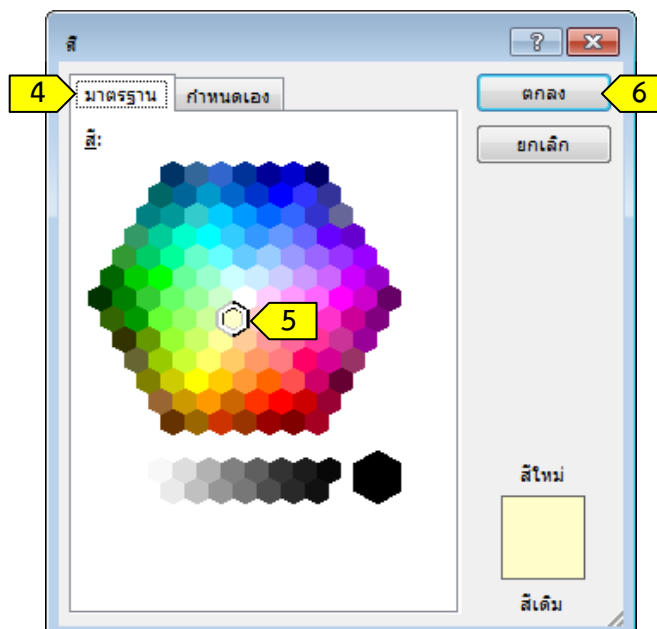 สี
4
มาตรฐาน
กำหนดเอง
ตกลง
6
ยกเลิก
สี:
5
สีใหม่
สีเดิม